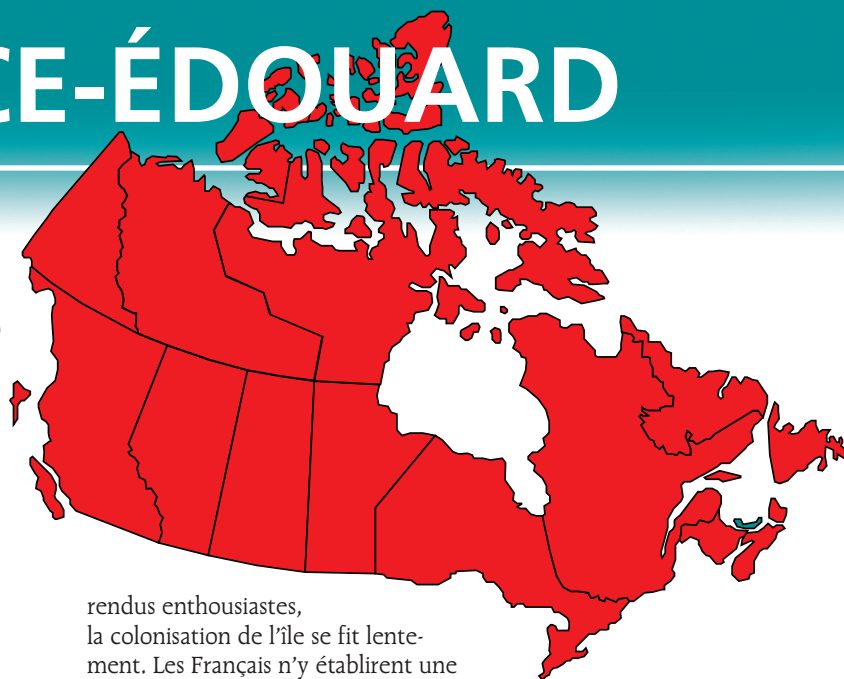 CE-ÉDOUARD
rendus enthousiastes,
la colonisation de l’île se fit lente-
ment. Les Français n’y établirent une